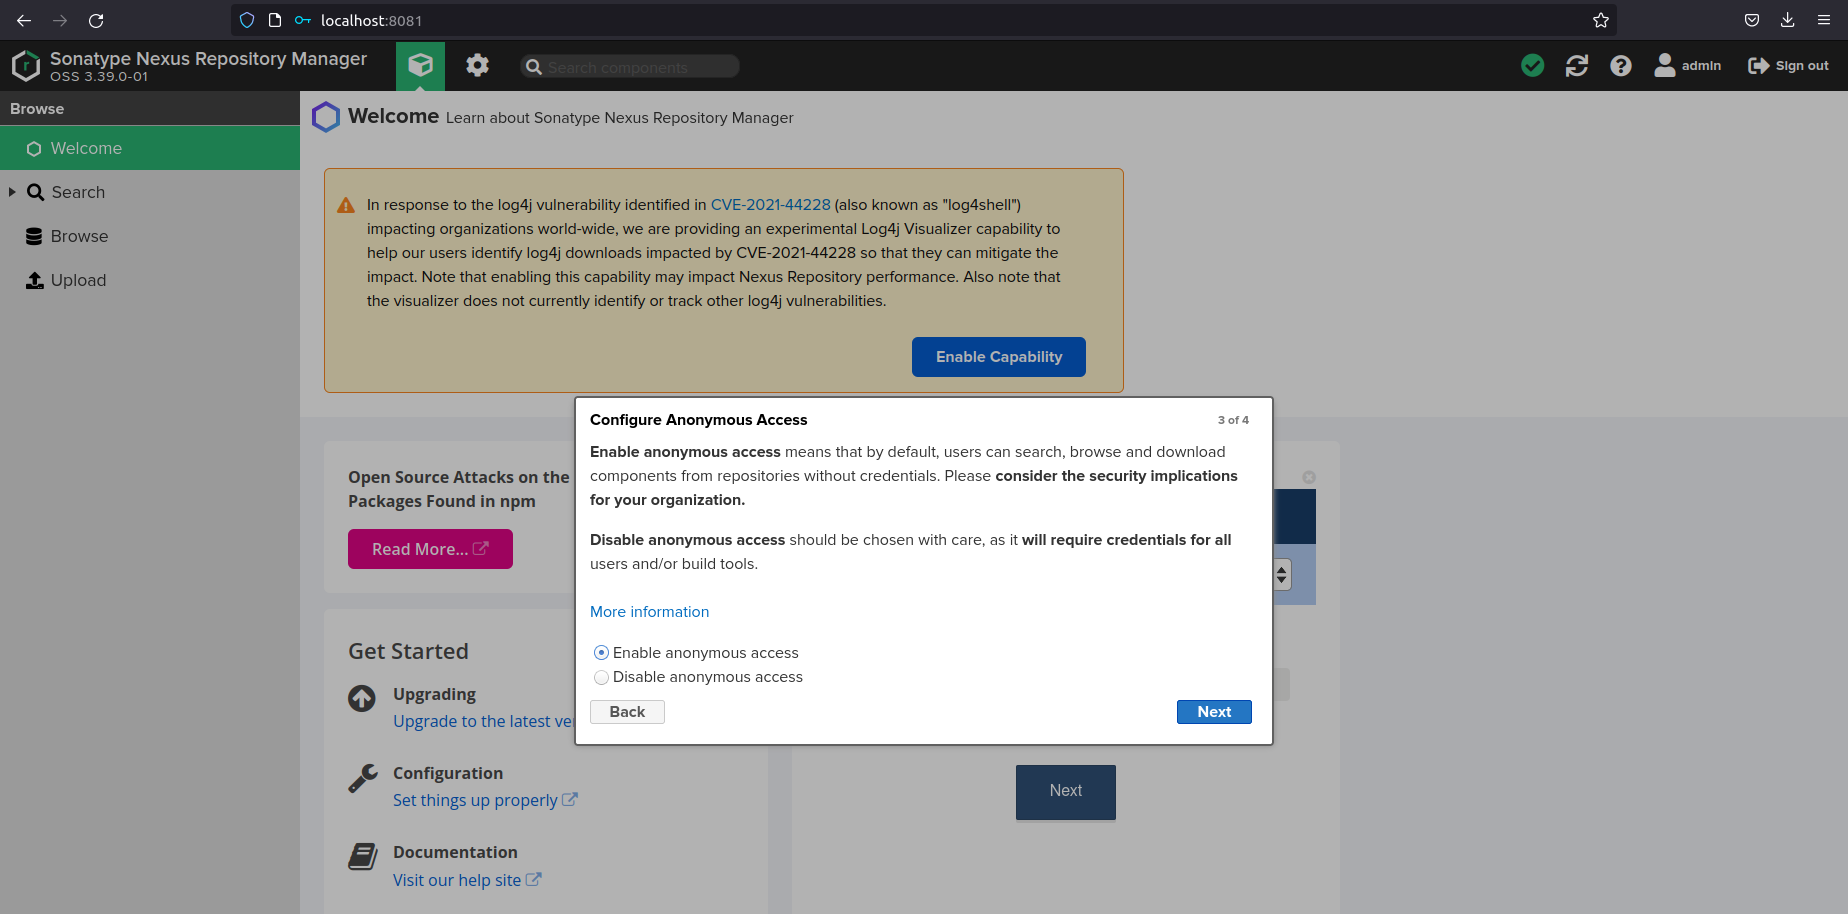 localhost:8081
Sonatype Nexus Repository Manager
OSS 3.39.0-01
Search components
admin
Sign out
Browse
Welcome
Search
Browse
Upload
Welcome Learn about Sonatype Nexus Repository Manager
In response to the log4j vulnerability identified in CVE-2021-44228 (also known as "log4shell")
impacting organizations world-wide, we are providing an experimental Log4j Visualizer capability to
help our users identify log4j downloads impacted by CVE-2021-44228 so that they can mitigate the
impact. Note that enabling this capability may impact Nexus Repository performance. Also note that
the visualizer does not currently identify or track other log4j vulnerabilities.
Enable Capability
Configure Anonymous Access
3 of 4
Enable anonymous access means that by default, users can search, browse and download
components from repositories without credentials. Please consider the security implications
for your organization.
Disable anonymous access should be chosen with care, as it will require credentials for all
users and/or build tools.
More information
Enable anonymous access
Disable anonymous access
Back
Next
Open Source Attacks on the
Packages Found in npm
Read More...
Get Started
Upgrading
Upgrade to the latest
Configuration
Set things up properly
Documentation
Visit our help site
Next